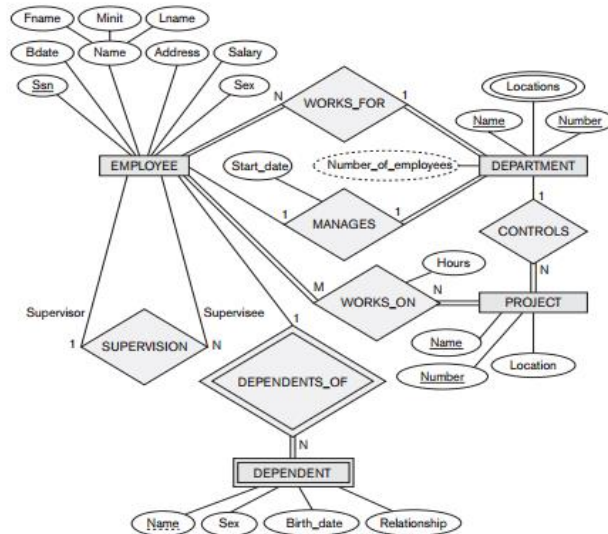 Fname Minit Lname
Bdate Name Address Salary
Ssn Sex
N WORKS_FOR 1
Locations
Name Number
EMPLOYEE
Start_date
Number_of_employees
DEPARTMENT
1 MANAGES 1
1
CONTROLS
N
Hours
M WORKS_ON N
PROJECT
Name
Number
Location
Supervisor Supervisee
1 SUPERVISION N
1
DEPENDENTS_OF
N
DEPENDENT
Name Sex Birth_date Relationship